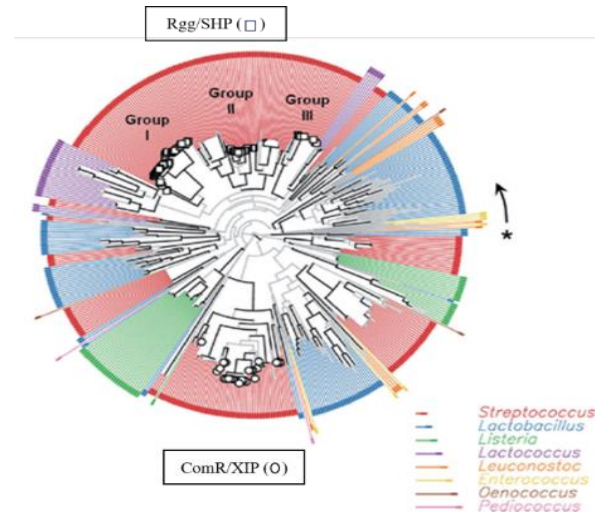 Rgg/SHP (□)
Group
I
Group
II
Group
III
*
ComR/XIP (O)
Streptococcus
Lactobacillus
Listeria
Lactococcus
Leuconostoc
Enterococcus
Oenococcus
Pediococcus